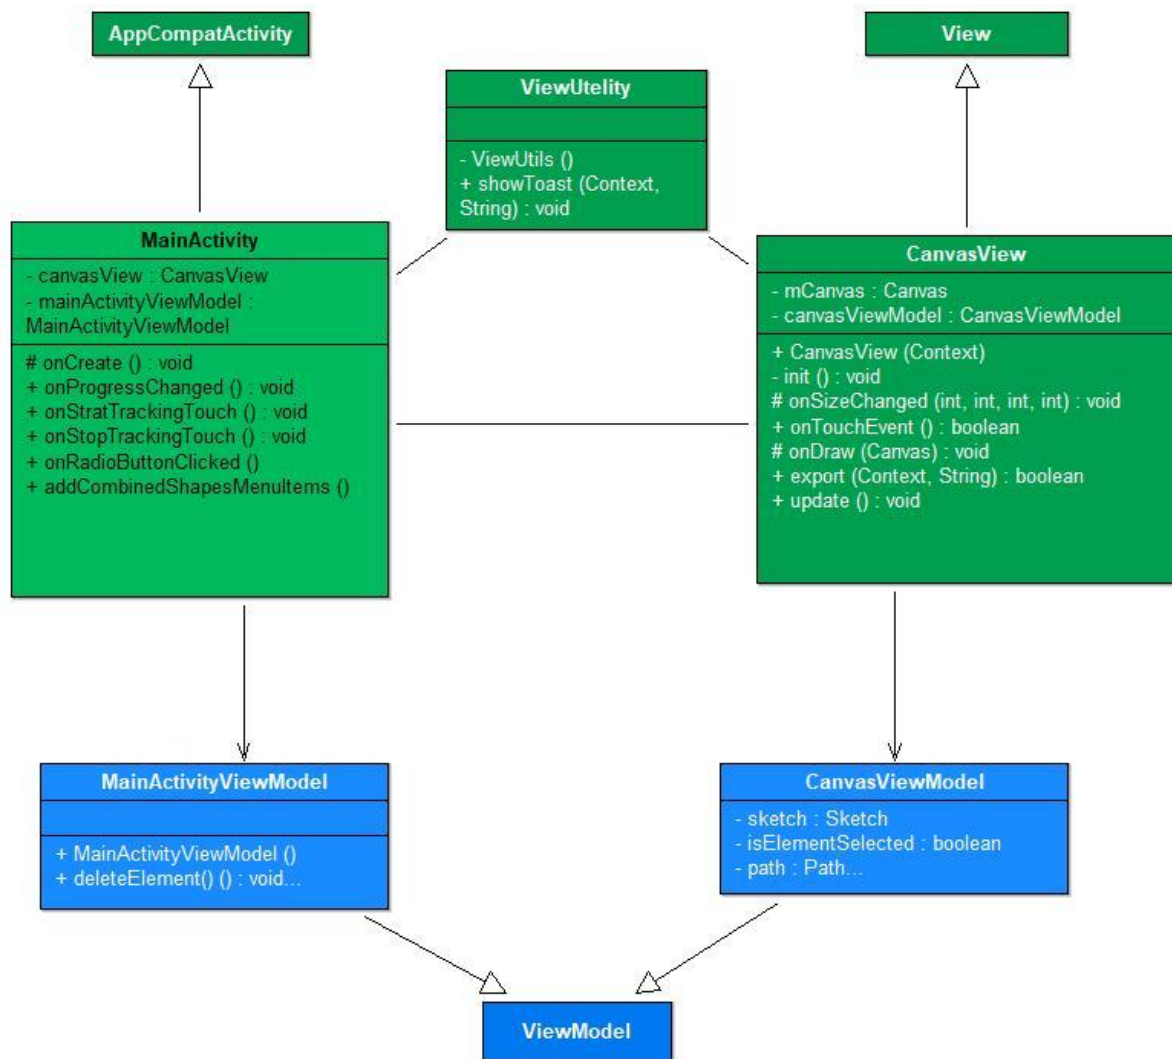 AppCompatActivity
View
ViewUtelity
- ViewUtils ()
+ showToast (Context,
String) : void
MainActivity
- canvasView : CanvasView
- mainActivityViewModel :
MainActivityViewModel
# onCreate () : void
+ onProgressChanged () : void
+ onStratTrackingTouch () : void
+ onStopTrackingTouch () : void
+ onRadioButtonClicked ()
+ addCombinedShapesMenuItems ()
CanvasView
- mCanvas : Canvas
- canvasViewModel : CanvasViewModel
+ CanvasView (Context)
- init () : void
# onSizeChanged (int, int, int, int) : void
+ onTouchEvent () : boolean
# onDraw (Canvas) : void
+ export (Context, String) : boolean
+ update () : void
MainActivityViewModel
+ MainActivityViewModel ()
+ deleteElement() () : void...
CanvasViewModel
- sketch : Sketch
- isElementSelected : boolean
- path : Path...
ViewModel